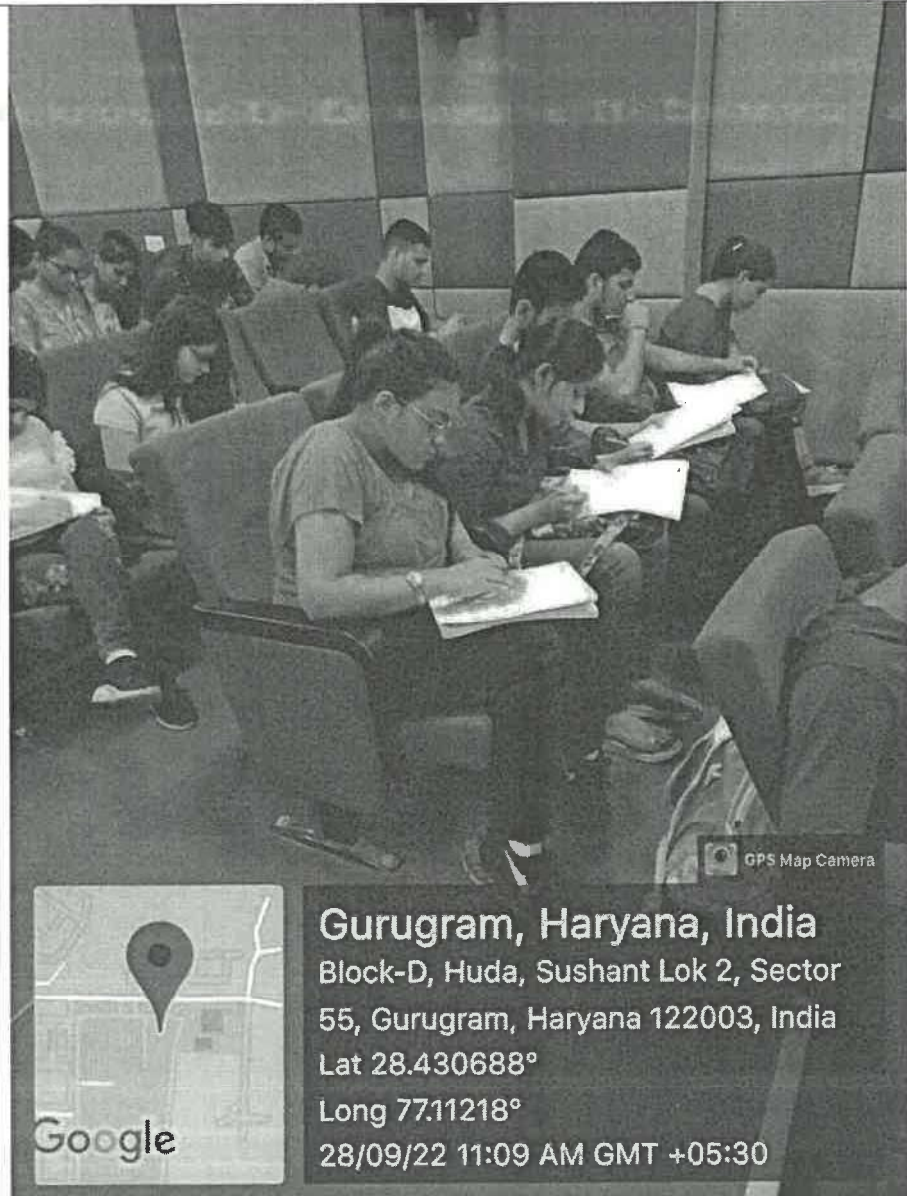 GPS Map Camera
Gurugram, Haryana, India
Block-D, Huda, Sushant Lok 2, Sector
55, Gurugram, Haryana 122003, India
Lat 28.430688°
Long 77.11218°
28/09/22 11:09 AM GMT +05:30
Google